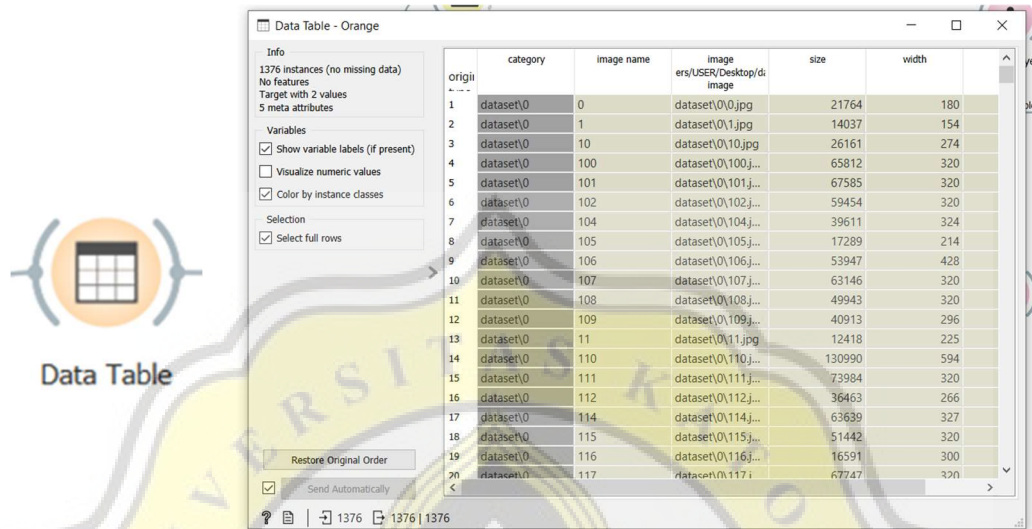 Data Table - Orange
Info
1376 instances (no missing data)
No features
Target with 2 values
5 meta attributes
Variables
Show variable labels (if present)
Visualize numeric values
Color by instance classes
Selection
Select full rows
Restore Original Order
Send Automatically
1376 1376 | 1376
Data Table
category image name image size width
origin
ers/USER/Desktop/da
image
1 dataset\0 0 dataset\0\0.jpg 21764 180
2 dataset\0 1 dataset\0\1.jpg 14037 154
3 dataset\0 10 dataset\0\10.jpg 26161 274
4 dataset\0 100 dataset\0\100.j... 65812 320
5 dataset\0 101 dataset\0\101.j... 67585 320
6 dataset\0 102 dataset\0\102.j... 59454 320
7 dataset\0 104 dataset\0\104.j... 39611 324
8 dataset\0 105 dataset\0\105.j... 17289 214
9 dataset\0 106 dataset\0\106.j... 53947 428
10 dataset\0 107 dataset\0\107.j... 63146 320
11 dataset\0 108 dataset\0\108.j... 49943 320
12 dataset\0 109 dataset\0\109.j... 40913 296
13 dataset\0 11 dataset\0\11.jpg 12418 225
14 dataset\0 110 dataset\0\110.j... 130990 594
15 dataset\0 111 dataset\0\111.j... 73984 320
16 dataset\0 112 dataset\0\112.j... 36463 266
17 dataset\0 114 dataset\0\114.j... 63639 327
18 dataset\0 115 dataset\0\115.j... 51442 320
19 dataset\0 116 dataset\0\116.j... 16591 300
20 dataset\0 117 dataset\0\117.j... 67747 320